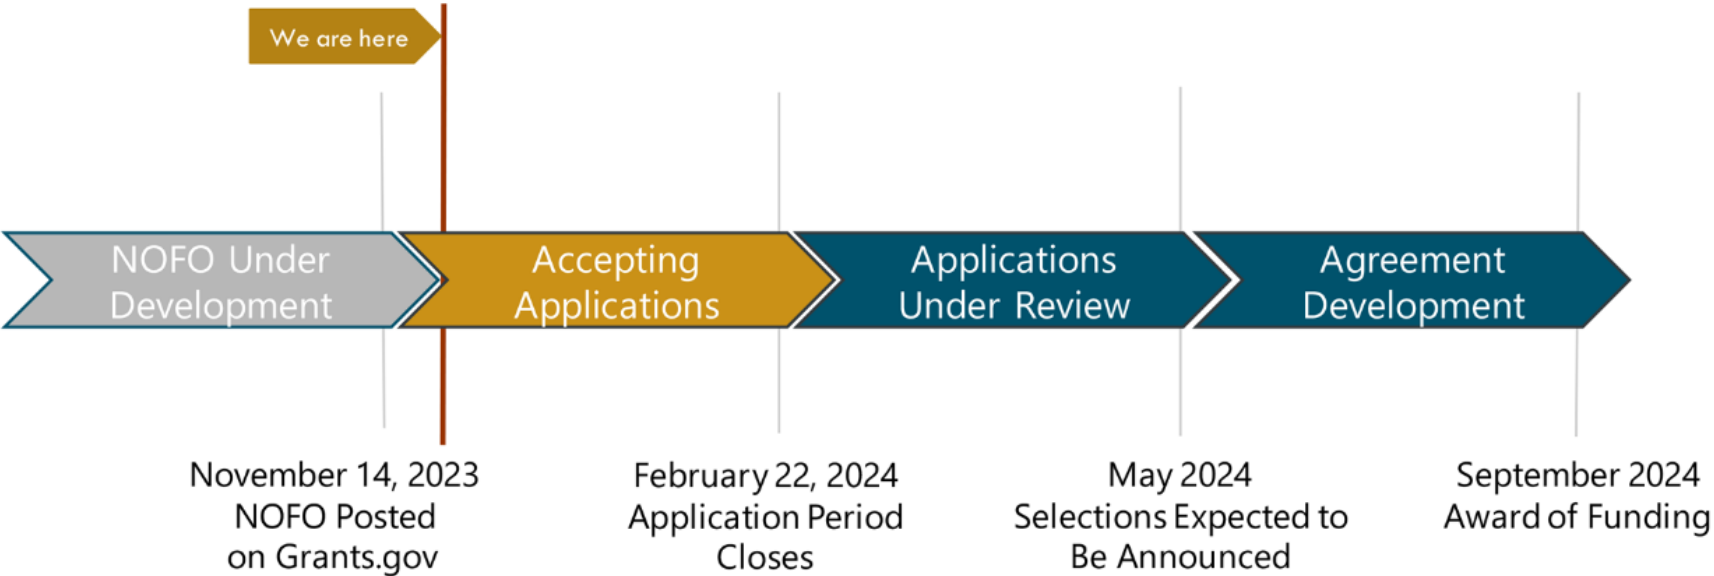 We are here
NOFO Under
Development
Accepting
Applications
Applications
Under Review
Agreement
Development
November 14, 2023
NOFO Posted
on Grants.gov
February 22, 2024
Application Period
Closes
May 2024
Selections Expected to
Be Announced
September 2024
Award of Funding